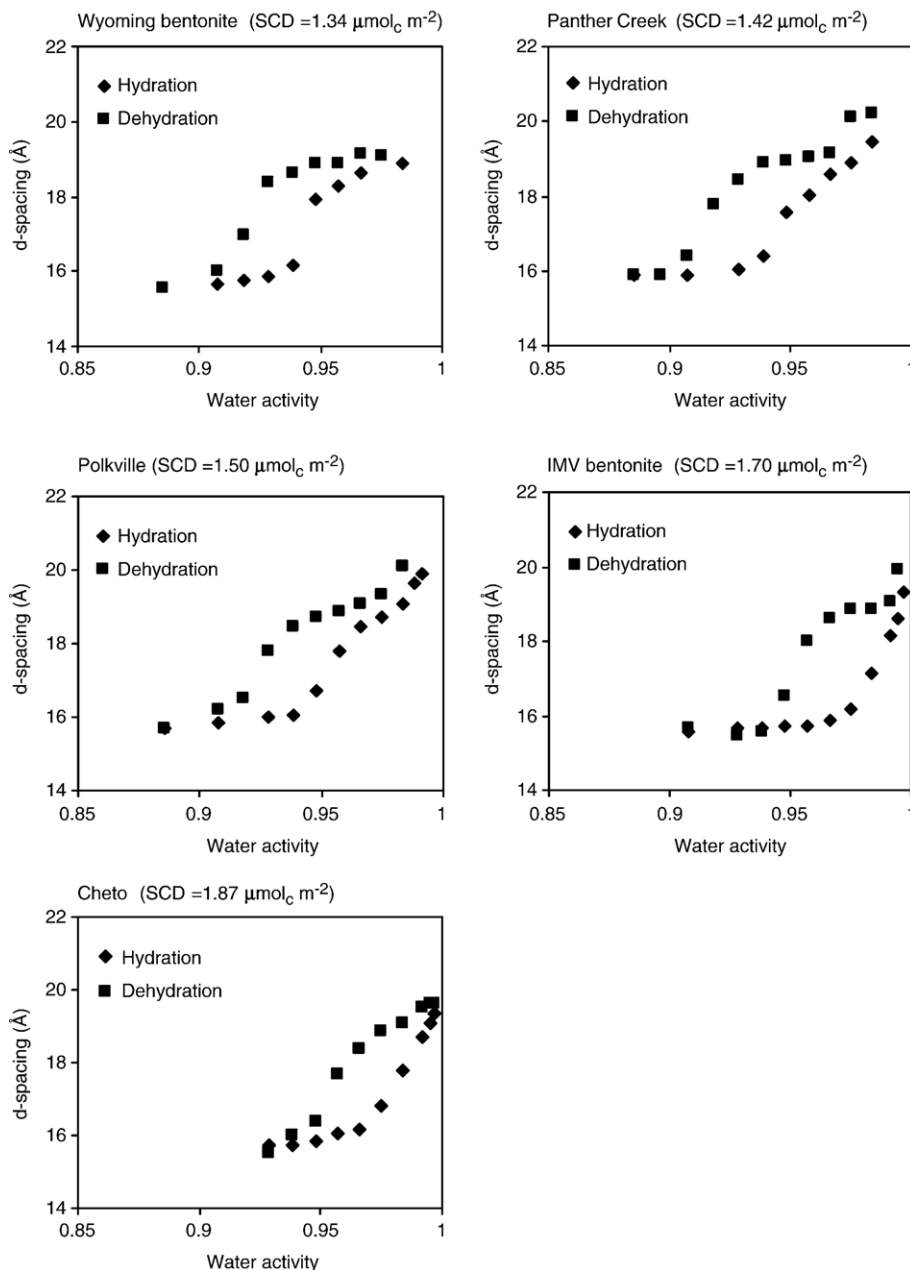 Wyoming bentonite (SCD =1.34 μmolc m-2)
22
20
18
16
14
d-spacing (Å)
Hydration
Dehydration
0.85
0.9
0.95
1
Water activity
Panther Creek (SCD =1.42 μmolc m-2)
22
20
18
16
14
d-spacing (Å)
Hydration
Dehydration
0.85
0.9
0.95
1
Water activity
Polkville (SCD =1.50 μmolc m-2)
22
20
18
16
14
d-spacing (Å)
Hydration
Dehydration
0.85
0.9
0.95
1
Water activity
IMV bentonite (SCD =1.70 μmolc m-2)
22
20
18
16
14
d-spacing (Å)
Hydration
Dehydration
0.85
0.9
0.95
1
Water activity
Cheto (SCD =1.87 μmolc m-2)
22
20
18
16
14
d-spacing (Å)
Hydration
Dehydration
0.85
0.9
0.95
1
Water activity